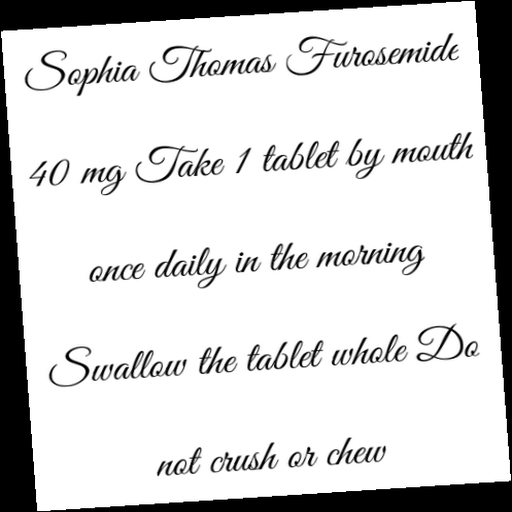 Sophia Thomas Furosemide
40 mg Take 1 tablet by mouth
once daily in the morning
Swallow the tablet whole Do
not crush or chew